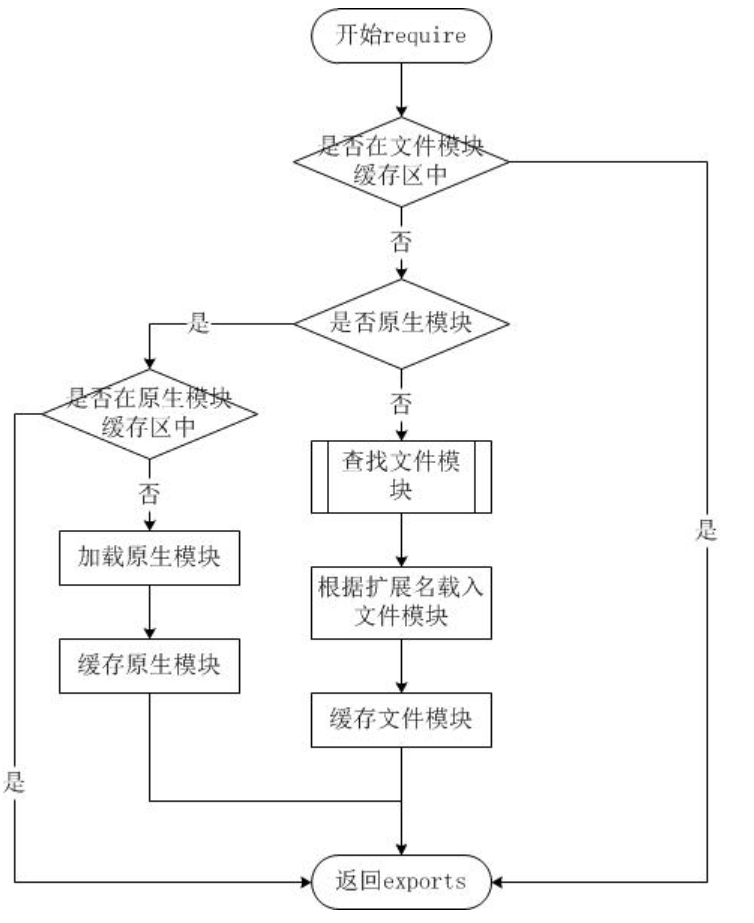 开始require
是否在文件模块
缓存区中
否
是否原生模块
是
是否在原生模块
缓存区中
否
查找文件模
块
否
加载原生模块
根据扩展名载入
文件模块
是
缓存原生模块
缓存文件模块
是
返回exports